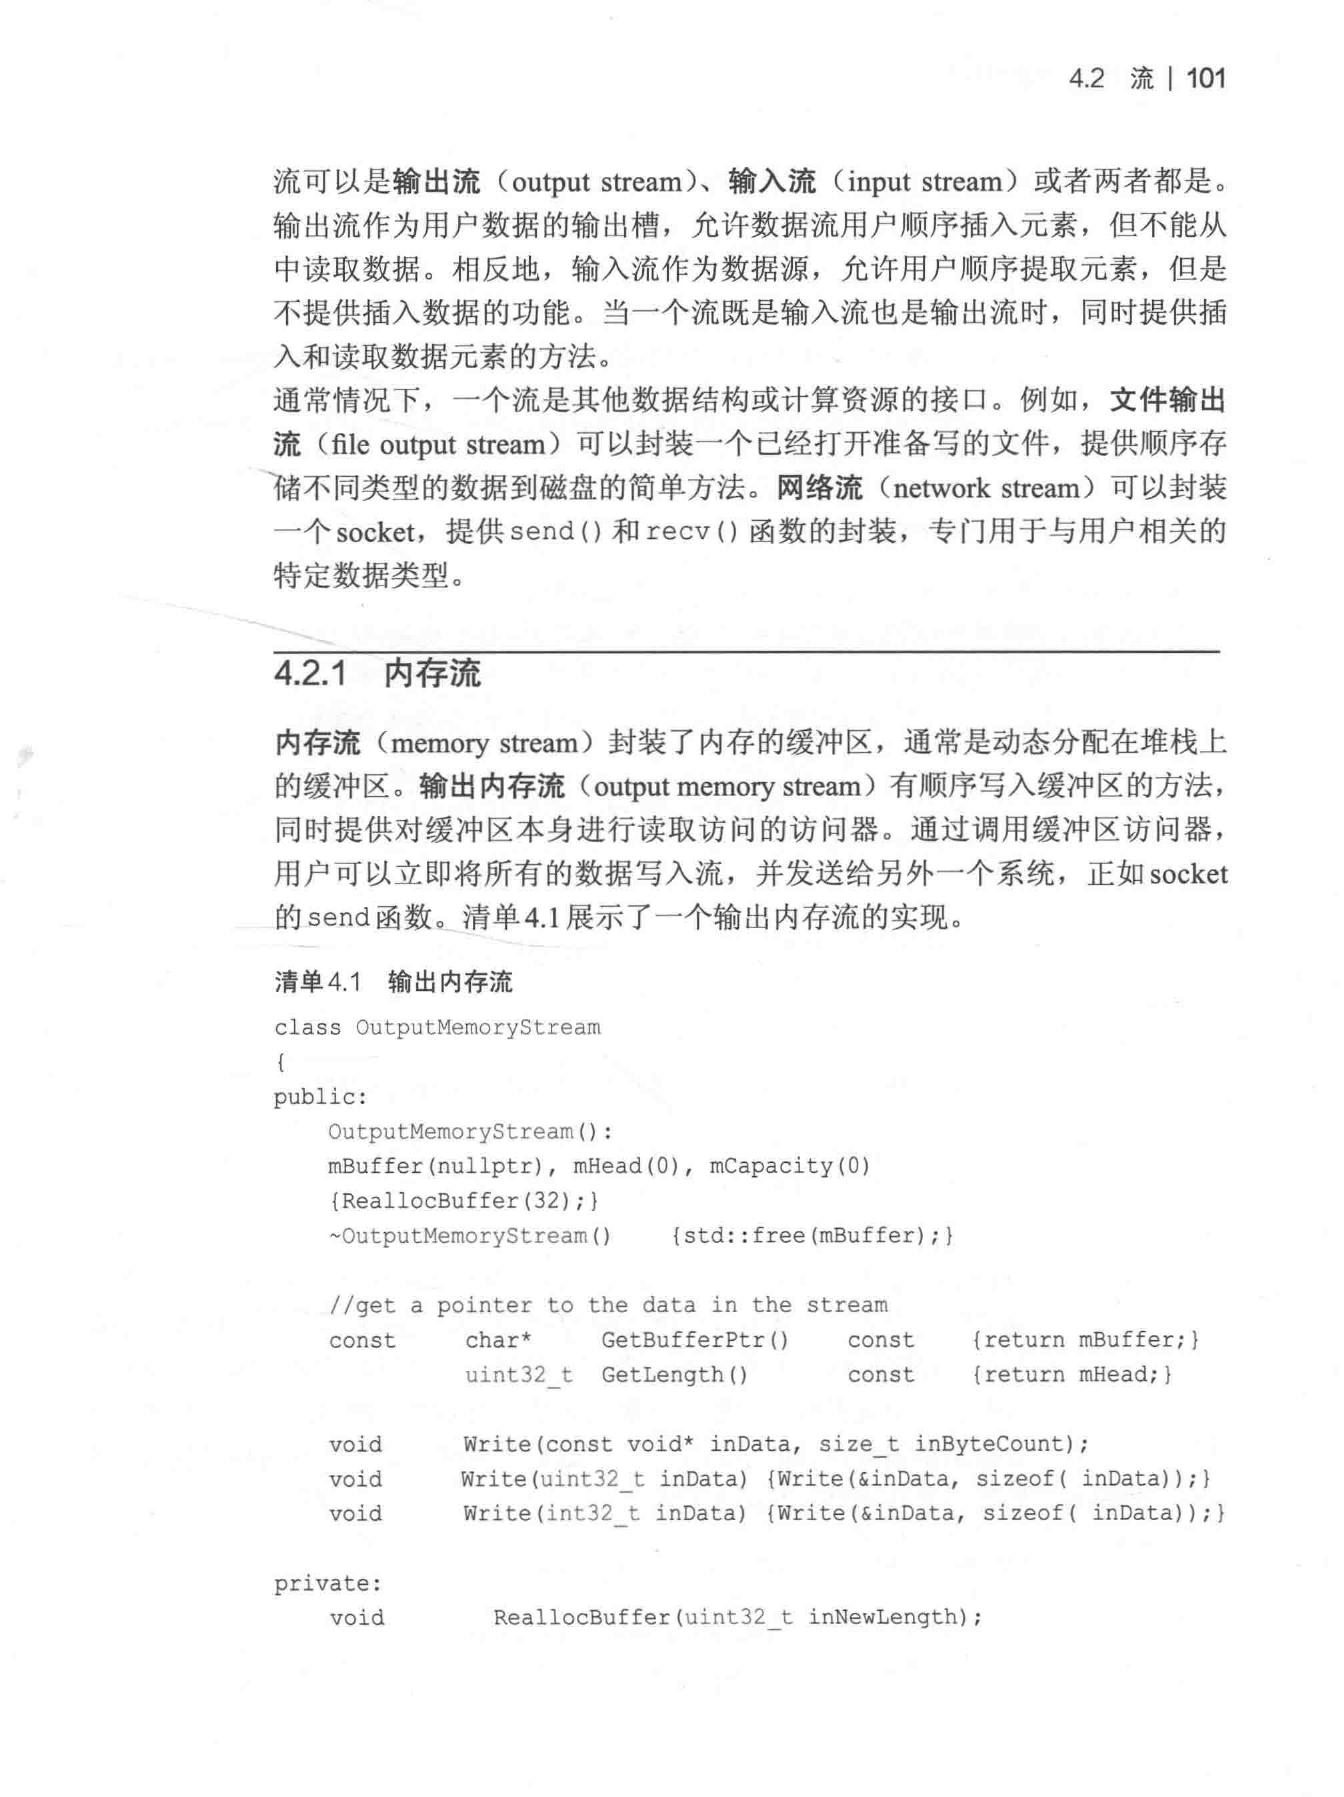 4.2 流 | 101
流可以是输出流（output stream）、输入流（input stream）或者两者都是。
输出流作为用户数据的输出槽，允许数据流用户顺序插入元素，但不能从
中读取数据。相反地，输入流作为数据源，允许用户顺序提取元素，但是
不提供插入数据的功能。当一个流既是输入流也是输出流时，同时提供插
入和读取数据元素的方法。
通常情况下，一个流是其他数据结构或计算资源的接口。例如，文件输出
流（file output stream）可以封装一个已经打开准备写的文件，提供顺序存
储不同类型的数据到磁盘的简单方法。网络流（network stream）可以封装
一个socket，提供send()和recv()函数的封装，专门用于与用户相关的
特定数据类型。
4.2.1 内存流
内存流（memory stream）封装了内存的缓冲区，通常是动态分配在堆栈上
的缓冲区。输出内存流（output memory stream）有顺序写入缓冲区的方法，
同时提供对缓冲区本身进行读取访问的访问器。通过调用缓冲区访问器，
用户可以立即将所有的数据写入流，并发送给另外一个系统，正如socket
的send函数。清单4.1展示了一个输出内存流的实现。
清单4.1 输出内存流
class OutputMemoryStream
{
public:
    OutputMemoryStream():
    mBuffer(nullptr), mHead(0), mCapacity(0)
    {ReallocBuffer(32);}
    ~OutputMemoryStream()    {std::free(mBuffer);}
    //get a pointer to the data in the stream
    const     char*     GetBufferPtr()    const    {return mBuffer;}
              uint32_t  GetLength()       const    {return mHead;}
    void      Write(const void* inData, size_t inByteCount);
    void      Write(uint32_t inData) {Write(&inData, sizeof( inData));}
    void      Write(int32_t inData) {Write(&inData, sizeof( inData));}
private:
    void        ReallocBuffer(uint32_t inNewLength);